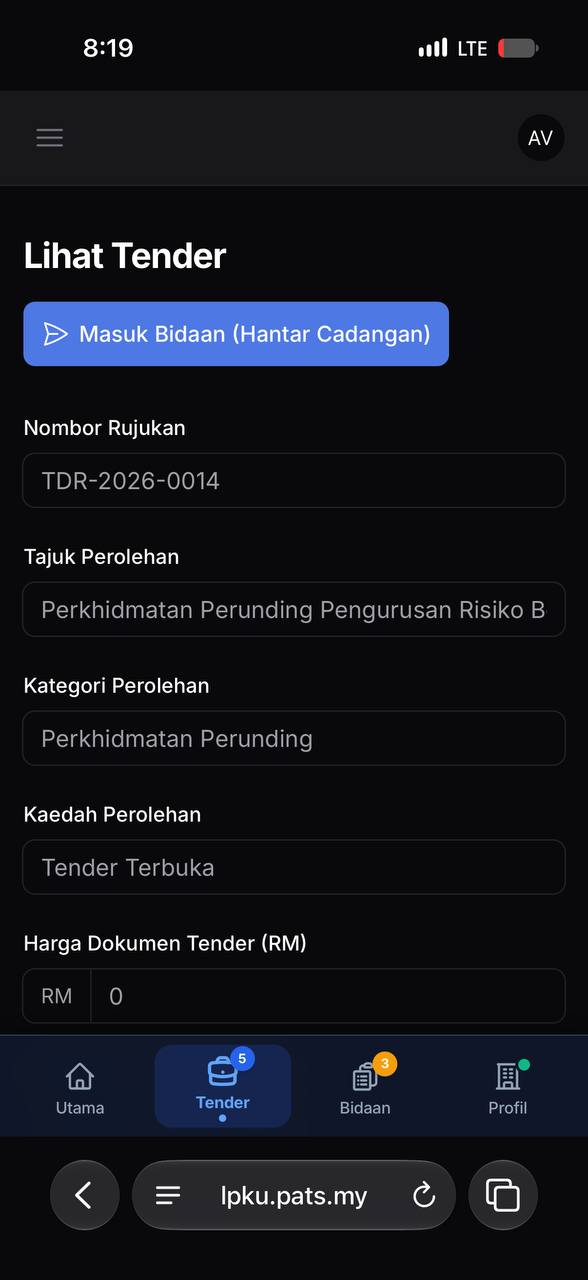 8:19
LTE
AV
Lihat Tender
Masuk Bidaan (Hantar Cadangan)
Nombor Rujukan
TDR-2026-0014
Tajuk Perolehan
Perkhidmatan Perunding Pengurusan Risiko B
Kategori Perolehan
Perkhidmatan Perunding
Kaedah Perolehan
Tender Terbuka
Harga Dokumen Tender (RM)
RM 0
5 3
Utama Tender Bidaan Profil
lpku.pats.my